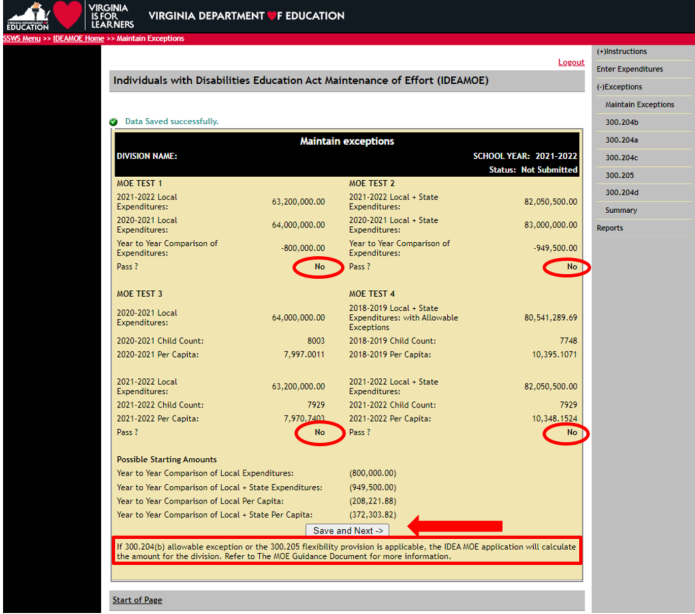 VIRGINIA
IS FOR
LEARNERS
VIRGINIA DEPARTMENT OF EDUCATION
EDUCATION
SSWS Menu >> IDEAMOE Home >> Maintain Exceptions
(+)Instructions
Logout
Enter Expenditures
Individuals with Disabilities Education Act Maintenance of Effort (IDEAMOE)
(-)Exceptions
Maintain Exceptions
Data Saved successfully.
300.204b
Maintain exceptions
300.204a
DIVISION NAME: SCHOOL YEAR: 2021-2022
300.204c
Status: Not Submitted
300.205
MOE TEST 1 MOE TEST 2
300.204d
2021-2022 Local Expenditures: 63,200,000.00 2021-2022 Local + State Expenditures: 82,050,500.00
Summary
2020-2021 Local Expenditures: 64,000,000.00 2020-2021 Local + State Expenditures: 83,000,000.00
Reports
Year to Year Comparison of Expenditures: -800,000.00 Year to Year Comparison of Expenditures: -949,500.00
Pass ? No Pass ? No
MOE TEST 3 MOE TEST 4
2020-2021 Local Expenditures: 64,000,000.00 2018-2019 Local + State Expenditures: with Allowable Exceptions 80,541,289.69
2020-2021 Child Count: 8003 2018-2019 Child Count: 7748
2020-2021 Per Capita: 7,997.0011 2018-2019 Per Capita: 10,395.1071
2021-2022 Local Expenditures: 63,200,000.00 2021-2022 Local + State Expenditures: 82,050,500.00
2021-2022 Child Count: 7929 2021-2022 Child Count: 7929
2021-2022 Per Capita: 7,970.7403 2021-2022 Per Capita: 10,348.1524
Pass ? No Pass ? No
Possible Starting Amounts
Year to Year Comparison of Local Expenditures: (800,000.00)
Year to Year Comparison of Local + State Expenditures: (949,500.00)
Year to Year Comparison of Local Per Capita: (208,221.88)
Year to Year Comparison of Local + State Per Capita: (372,303.82)
Save and Next ->
If 300.204(b) allowable exception or the 300.205 flexibility provision is applicable, the IDEA MOE application will calculate
the amount for the division. Refer to The MOE Guidance Document for more information.
Start of Page